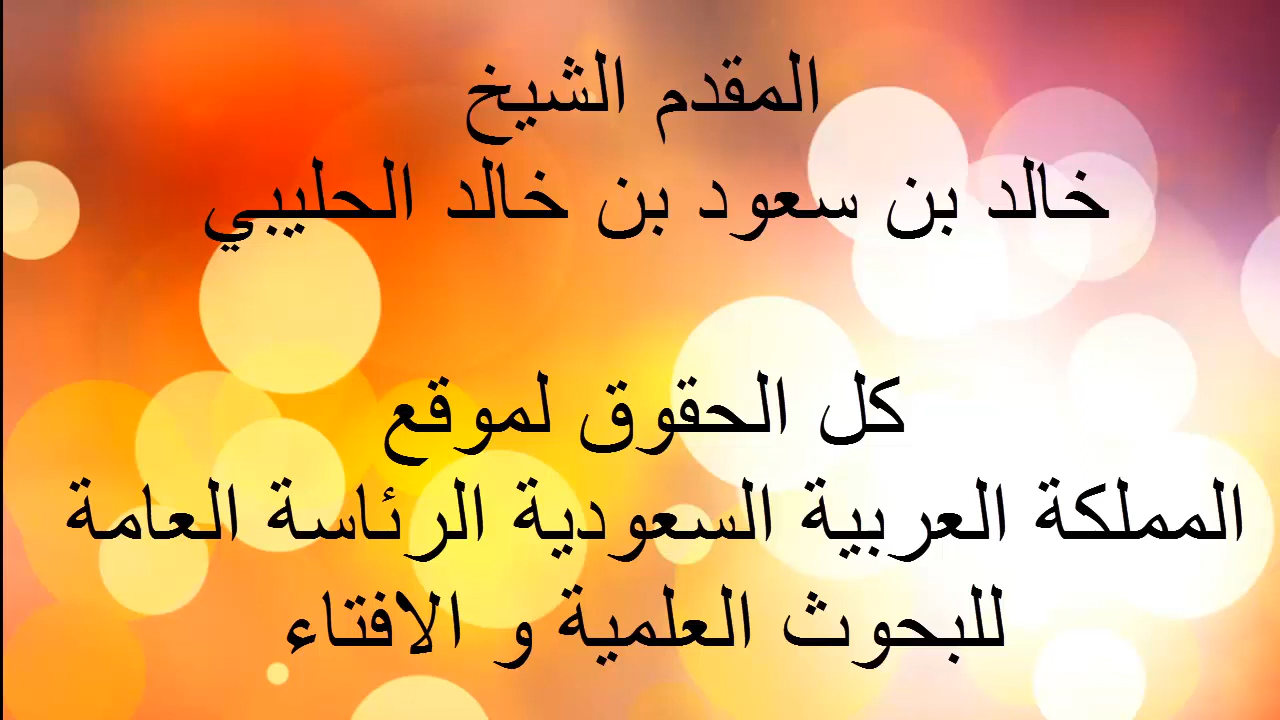 المقدم الشيخ
خالد بن سعود بن خالد الحليبي
كل الحقوق لموقع
المملكة العربية السعودية الرئاسة العامة
للبحوث العلمية و الافتاء